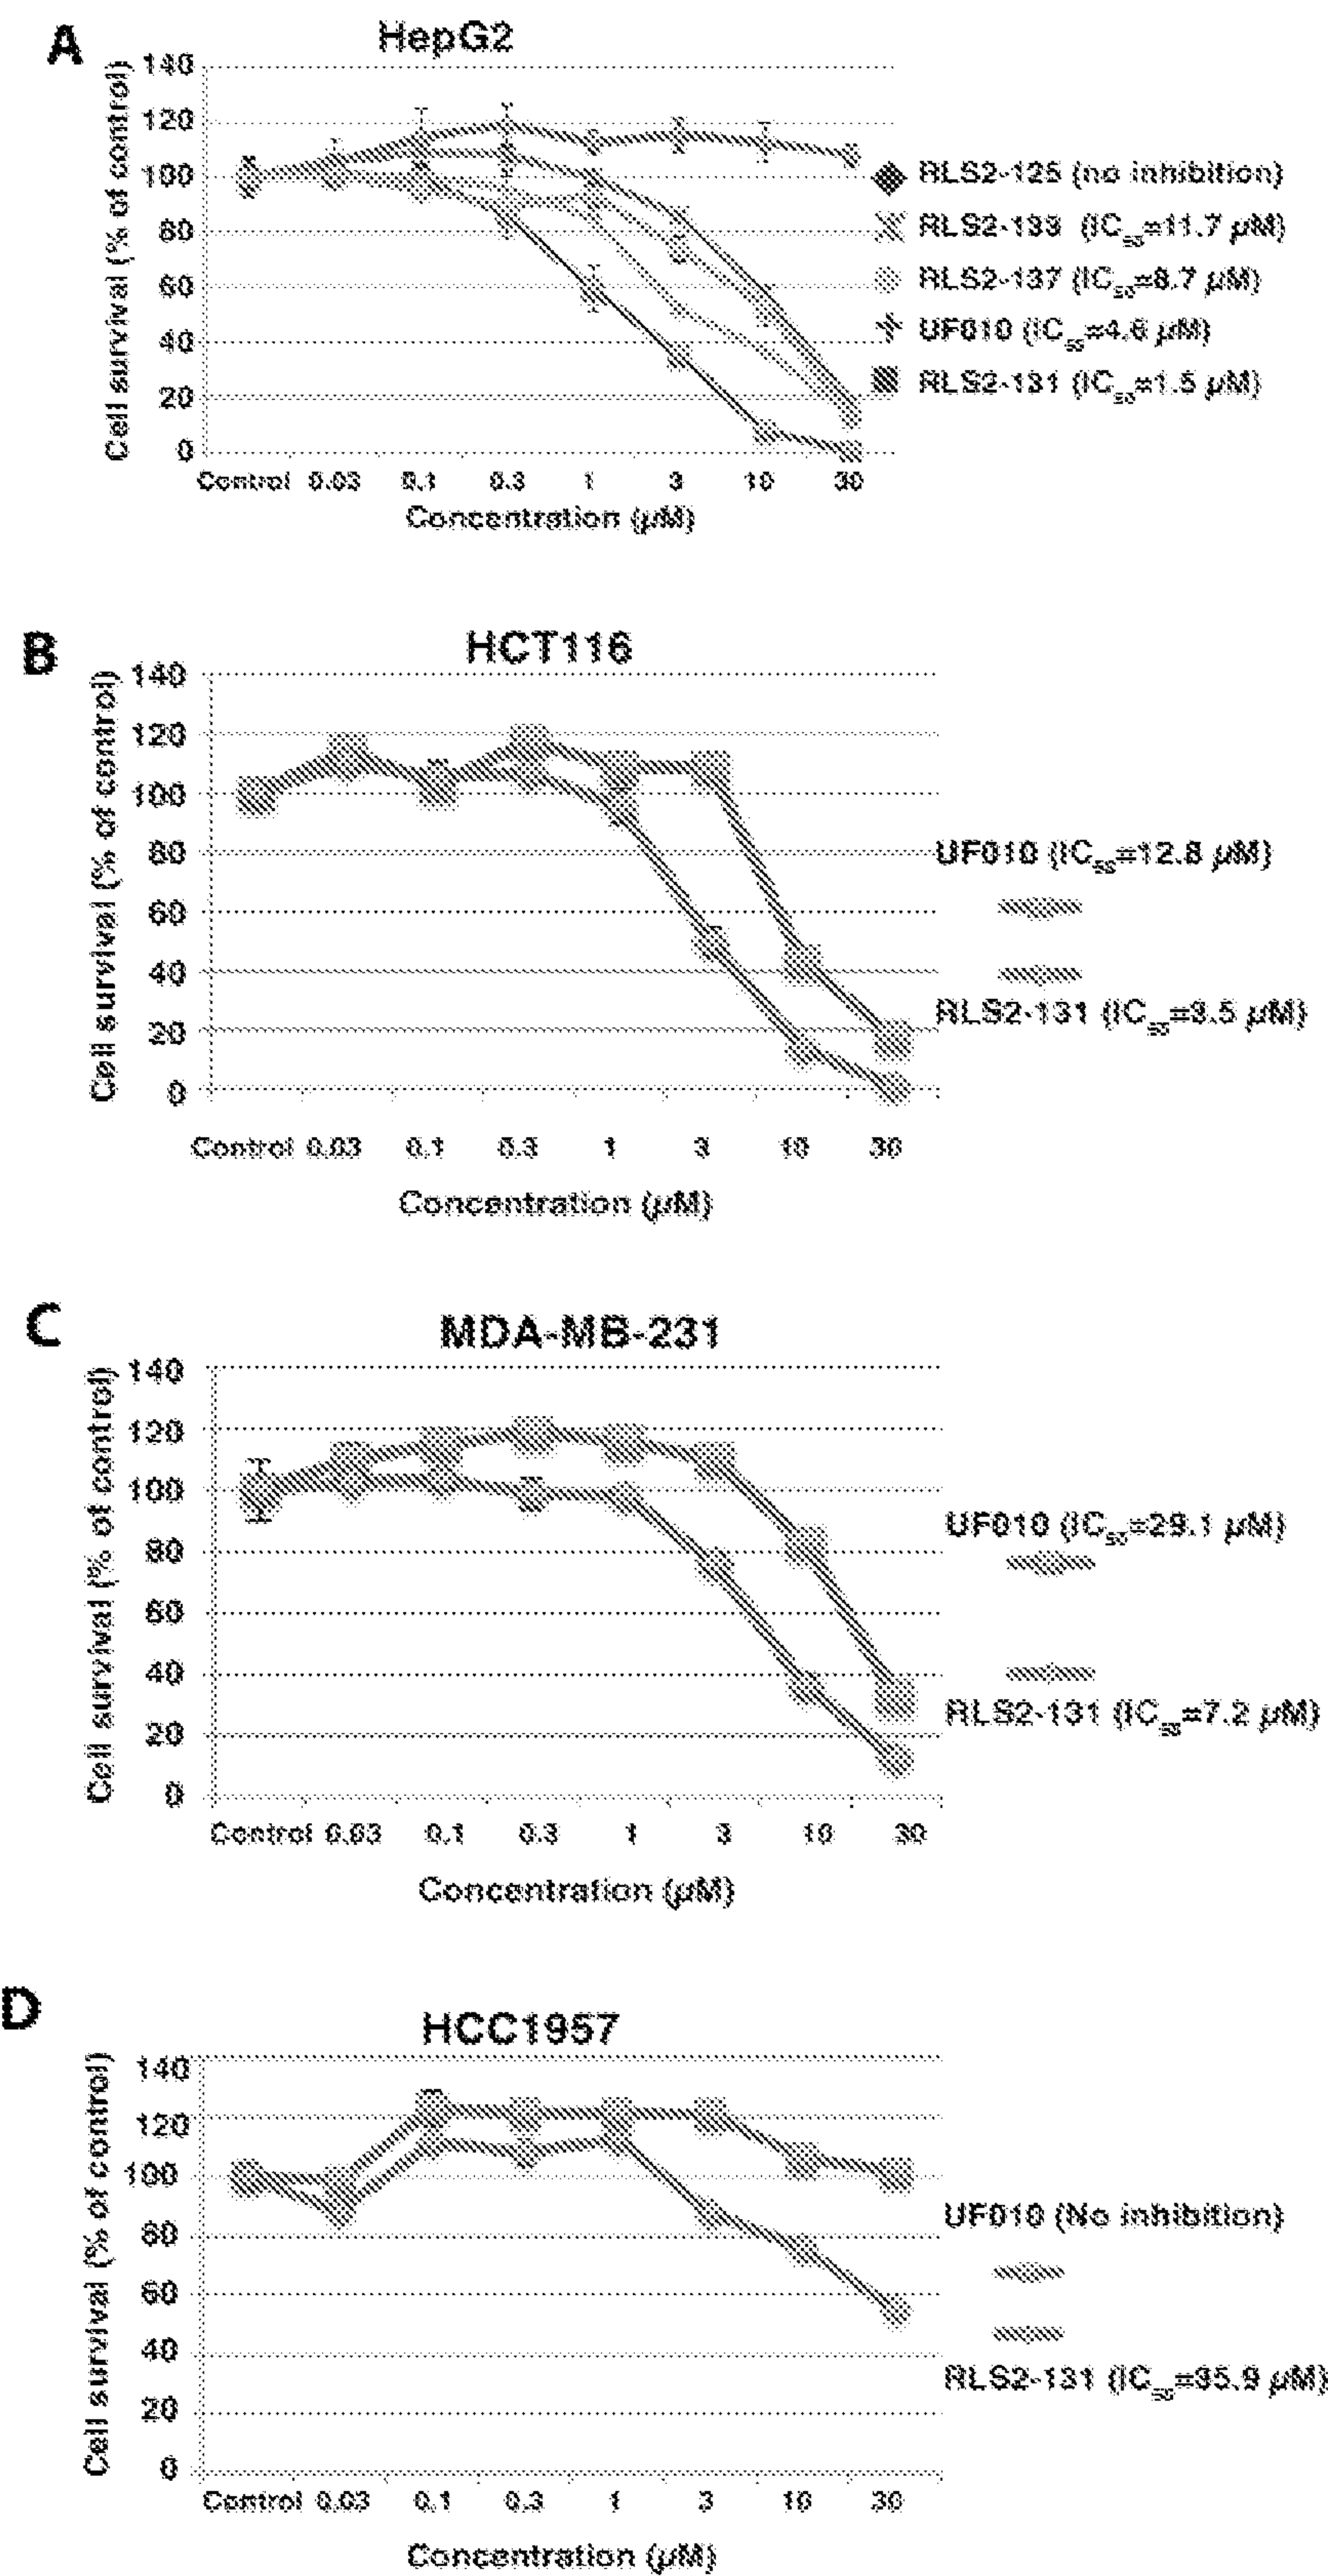 A
HepG2
Cell survival (% of control)
140
120
100
80
60
40
20
0
Control 0.03 0.1 0.3 1 3 10 30
Concentration (µM)
RLS2-125 (no inhibition)
RLS2-133 (IC50=11.7 µM)
RLS2-137 (IC50=8.7 µM)
UF010 (IC50=4.6 µM)
RLS2-131 (IC50=1.5 µM)
B
HCT116
Cell survival (% of control)
140
120
100
80
60
40
20
0
Control 0.03 0.1 0.3 1 3 10 30
Concentration (µM)
UF010 (IC50=12.8 µM)
RLS2-131 (IC50=3.5 µM)
C
MDA-MB-231
Cell survival (% of control)
140
120
100
80
60
40
20
0
Control 0.03 0.1 0.3 1 3 10 30
Concentration (µM)
UF010 (IC50=29.1 µM)
RLS2-131 (IC50=7.2 µM)
D
HCC1957
Cell survival (% of control)
140
120
100
80
60
40
20
0
Control 0.03 0.1 0.3 1 3 10 30
Concentration (µM)
UF010 (No inhibition)
RLS2-131 (IC50=35.9 µM)